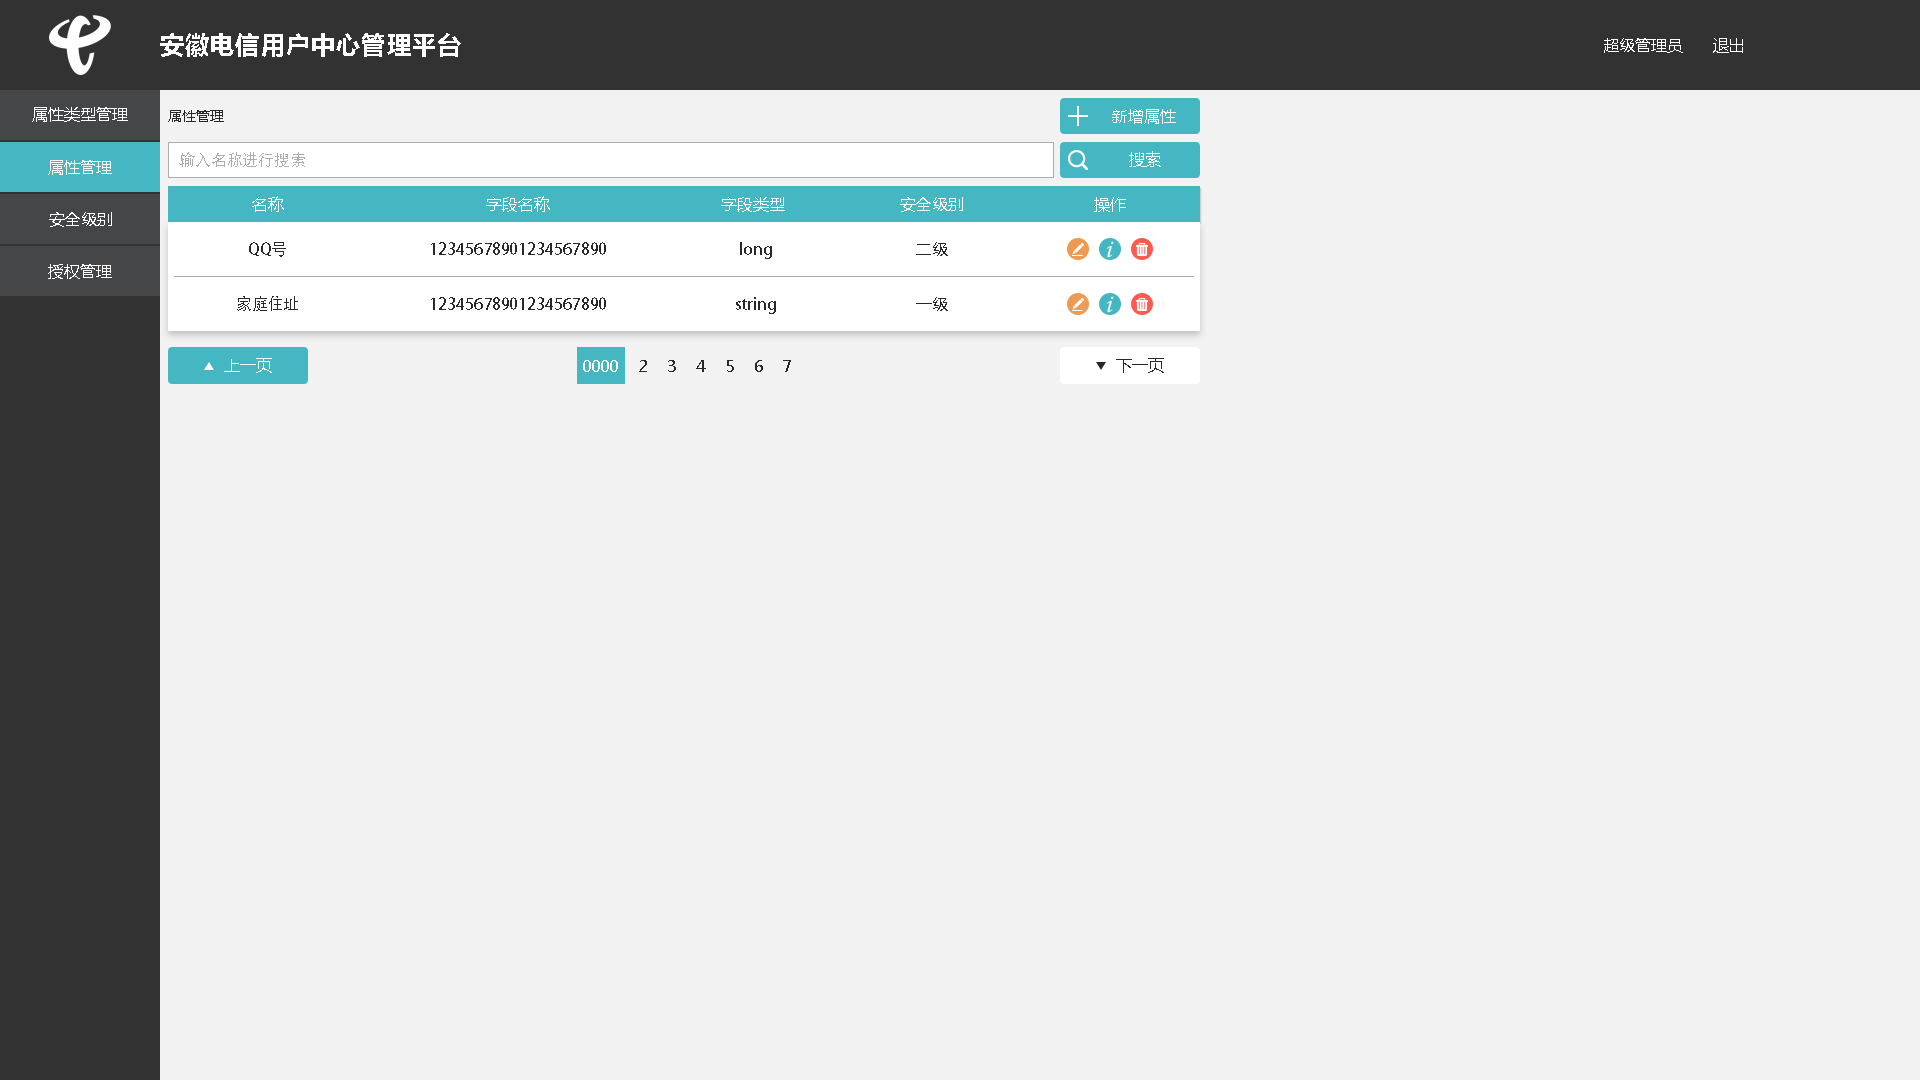 安徽电信用户中心管理平台
超级管理员 退出
属性类型管理
属性管理
安全级别
授权管理
属性管理
新增属性
输入名称进行搜索
搜索
名称 字段名称 字段类型 安全级别 操作
QQ号 12345678901234567890 long 二级
家庭住址 12345678901234567890 string 一级
上一页 0000 2 3 4 5 6 7 下一页